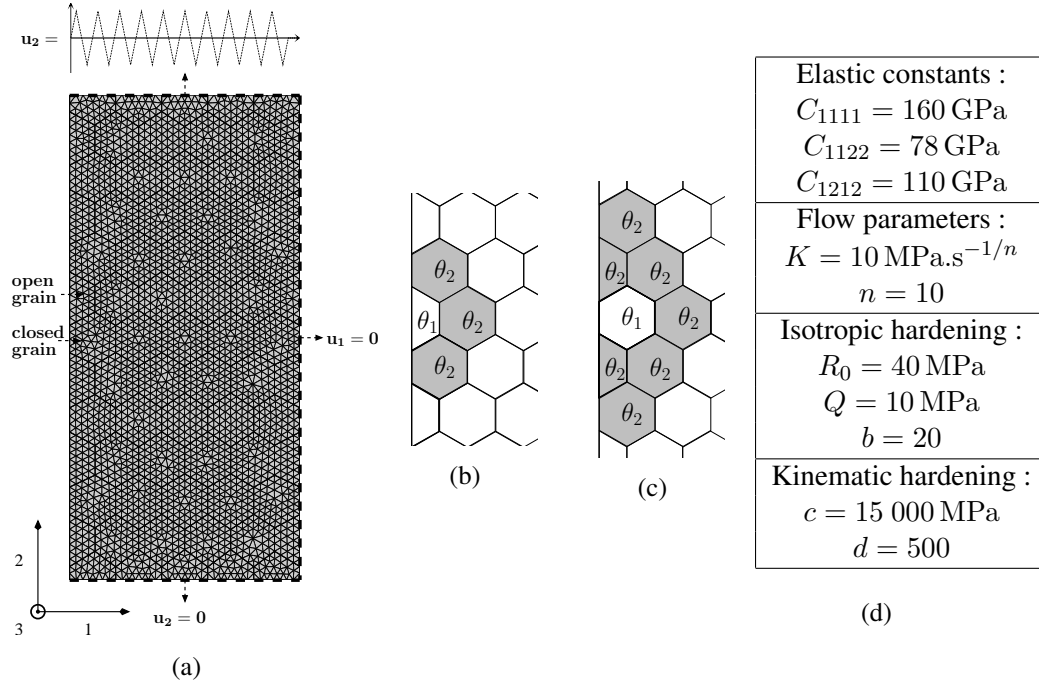 u₂ =
open
grain
closed
grain
u₁ = 0
2
3
1
u₂ = 0
(a)
θ₂
θ₁
θ₂
θ₂
(b)
θ₂
θ₂
θ₂
θ₁
θ₂
θ₂
θ₂
θ₂
(c)
Elastic constants :
C₁₁₁₁ = 160 GPa
C₁₁₂₂ = 78 GPa
C₁₂₁₂ = 110 GPa
Flow parameters :
K = 10 MPa.s⁻¹/ⁿ
n = 10
Isotropic hardening :
R₀ = 40 MPa
Q = 10 MPa
b = 20
Kinematic hardening :
c = 15 000 MPa
d = 500
(d)